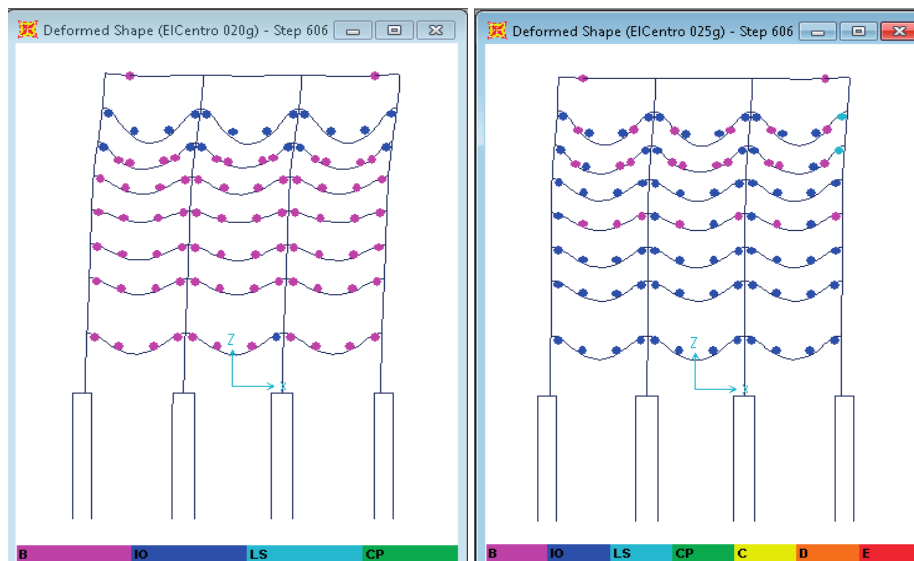 Deformed Shape (ElCentro 020g) - Step 606
Z
X
B IO LS CP
Deformed Shape (ElCentro 025g) - Step 606
Z
X
B IO LS CP C D E